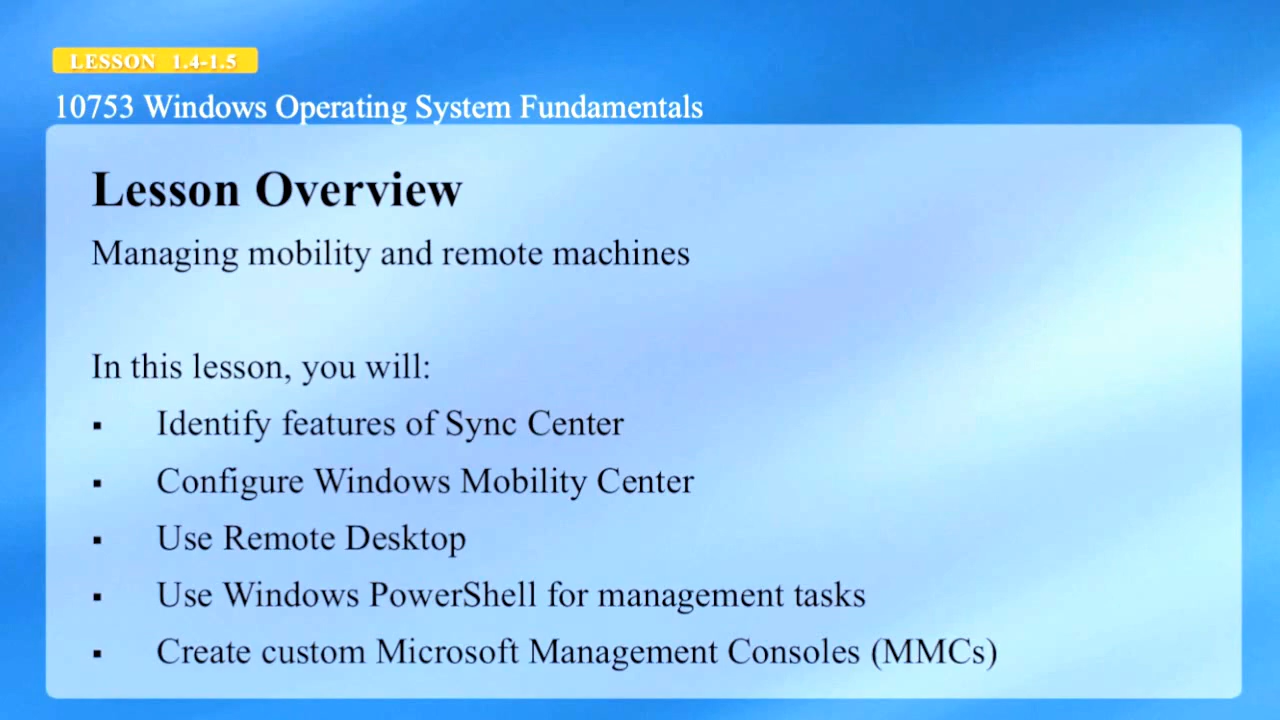 LESSON 1.4-1.5
10753 Windows Operating System Fundamentals
Lesson Overview
Managing mobility and remote machines
In this lesson, you will:
▪ Identify features of Sync Center
▪ Configure Windows Mobility Center
▪ Use Remote Desktop
▪ Use Windows PowerShell for management tasks
▪ Create custom Microsoft Management Consoles (MMCs)